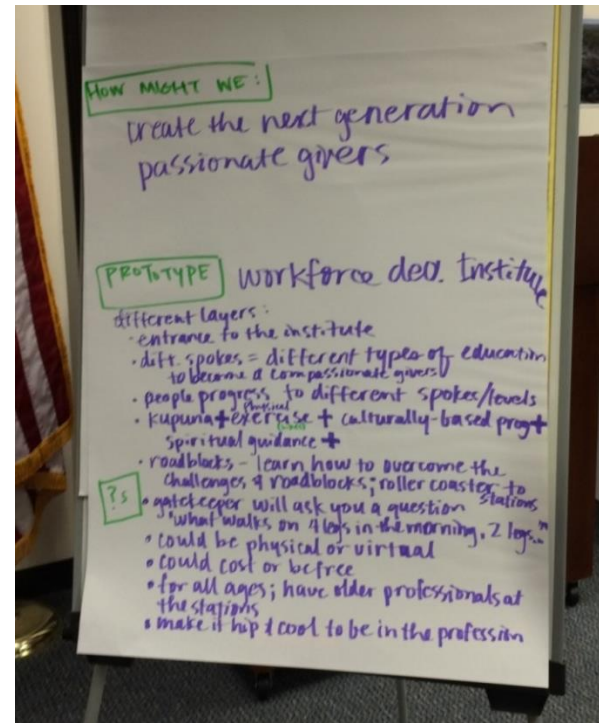 HOW MIGHT WE:
create the next generation
passionate givers
PROTOTYPE workforce dev. Institute
different layers:
· entrance to the institute
· diff. spokes = different types of education
to become a compassionate givers
· people progress to different spokes/levels
physical
· kupuna + exercise + culturally-based prog +
spiritual guidance +
· roadblocks - learn how to overcome the
challenges & roadblocks; roller coaster to
stations
?s • gatekeeper will ask you a question
"what walks on 4 legs in the morning, 2 legs..."
• could be physical or virtual
• could cost or be free
• for all ages; have older professionals at
the stations
• make it hip & cool to be in the profession